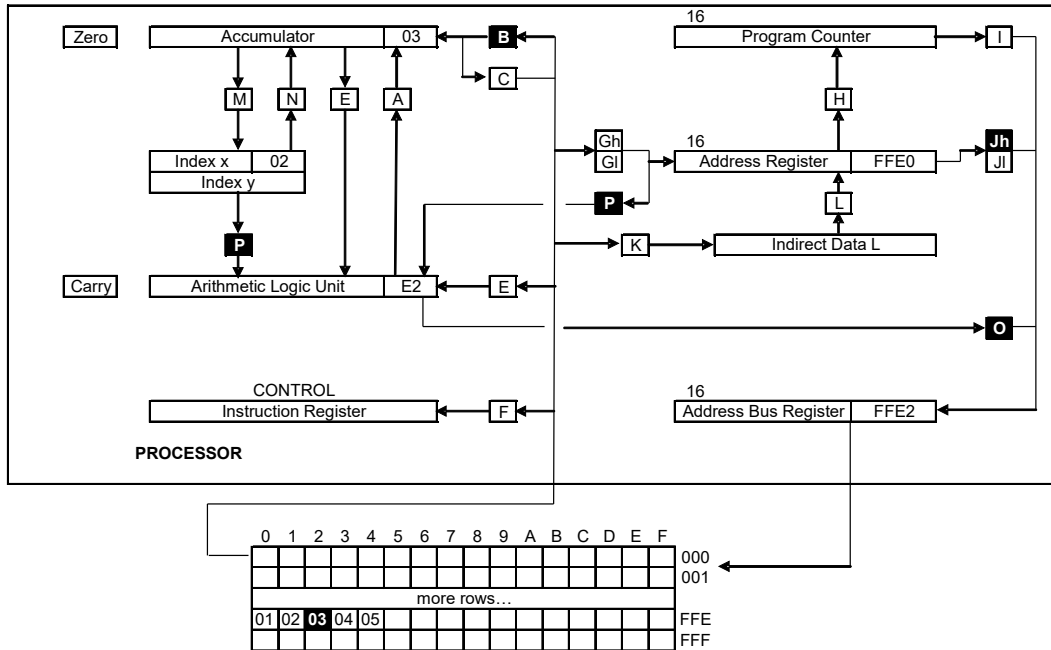 16
Zero Accumulator 03 B Program Counter I
C
M N E A H
Gh 16
Index x 02 Gl Address Register FFE0 Jh
Index y Jl
P L
P K Indirect Data L
Carry Arithmetic Logic Unit E2 E
O
CONTROL 16
Instruction Register F Address Bus Register FFE2
PROCESSOR
0 1 2 3 4 5 6 7 8 9 A B C D E F
000
001
more rows...
01 02 03 04 05 FFE
FFF